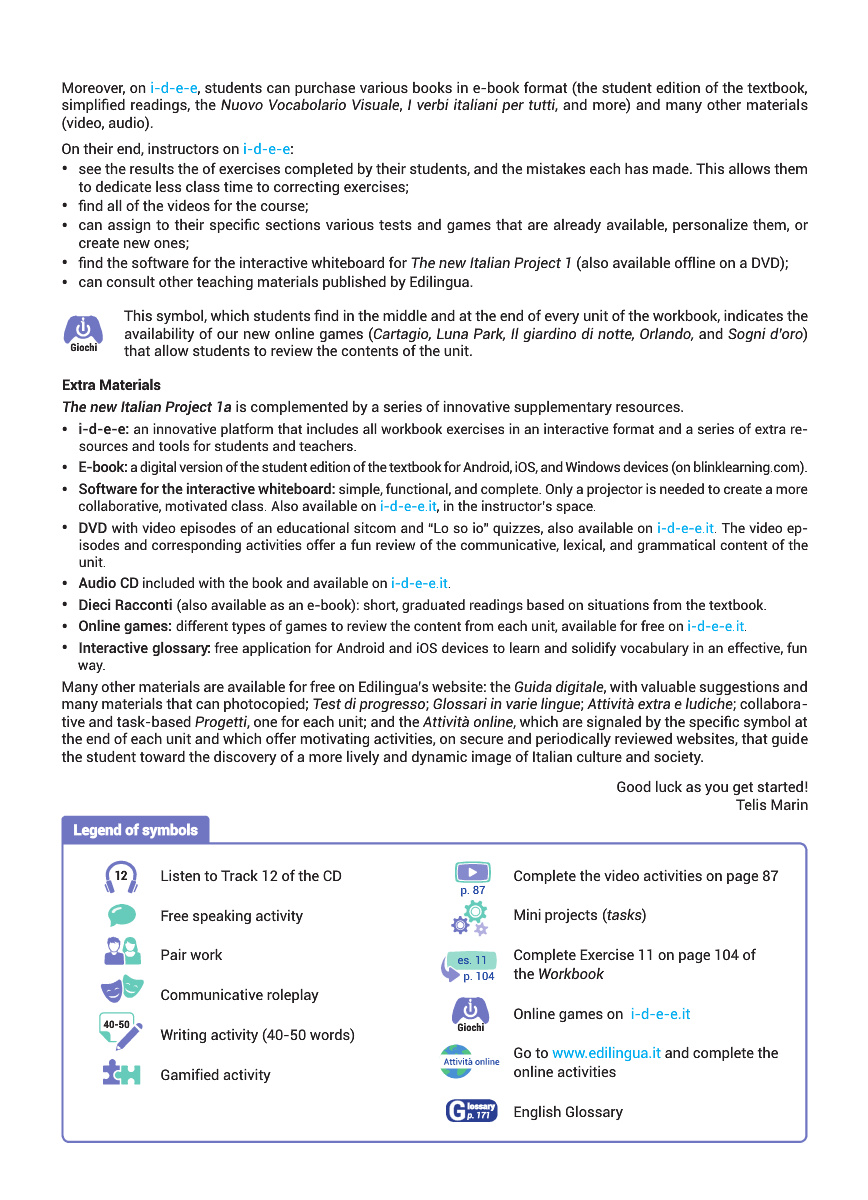 Moreover, on i-d-e-e, students can purchase various books in e-book format (the student edition of the textbook,
simplified readings, the Nuovo Vocabolario Visuale, I verbi italiani per tutti, and more) and many other materials
(video, audio).
On their end, instructors on i-d-e-e:
• see the results the of exercises completed by their students, and the mistakes each has made. This allows them
to dedicate less class time to correcting exercises;
• find all of the videos for the course;
• can assign to their specific sections various tests and games that are already available, personalize them, or
create new ones;
• find the software for the interactive whiteboard for The new Italian Project 1 (also available offline on a DVD);
• can consult other teaching materials published by Edilingua.
Giochi
This symbol, which students find in the middle and at the end of every unit of the workbook, indicates the
availability of our new online games (Cartagio, Luna Park, Il giardino di notte, Orlando, and Sogni d'oro)
that allow students to review the contents of the unit.
Extra Materials
The new Italian Project 1a is complemented by a series of innovative supplementary resources.
• i-d-e-e: an innovative platform that includes all workbook exercises in an interactive format and a series of extra re-
sources and tools for students and teachers.
• E-book: a digital version of the student edition of the textbook for Android, iOS, and Windows devices (on blinklearning.com).
• Software for the interactive whiteboard: simple, functional, and complete. Only a projector is needed to create a more
collaborative, motivated class. Also available on i-d-e-e.it, in the instructor's space.
• DVD with video episodes of an educational sitcom and “Lo so io” quizzes, also available on i-d-e-e.it. The video ep-
isodes and corresponding activities offer a fun review of the communicative, lexical, and grammatical content of the
unit.
• Audio CD included with the book and available on i-d-e-e.it.
• Dieci Racconti (also available as an e-book): short, graduated readings based on situations from the textbook.
• Online games: different types of games to review the content from each unit, available for free on i-d-e-e.it.
• Interactive glossary: free application for Android and iOS devices to learn and solidify vocabulary in an effective, fun
way.
Many other materials are available for free on Edilingua's website: the Guida digitale, with valuable suggestions and
many materials that can photocopied; Test di progresso; Glossari in varie lingue; Attività extra e ludiche; collabora-
tive and task-based Progetti, one for each unit; and the Attività online, which are signaled by the specific symbol at
the end of each unit and which offer motivating activities, on secure and periodically reviewed websites, that guide
the student toward the discovery of a more lively and dynamic image of Italian culture and society.
Good luck as you get started!
Telis Marin
Legend of symbols
12 Listen to Track 12 of the CD
Free speaking activity
Pair work
Communicative roleplay
40-50 Writing activity (40-50 words)
Gamified activity
p. 87 Complete the video activities on page 87
Mini projects (tasks)
es. 11 Complete Exercise 11 on page 104 of
p. 104 the Workbook
Giochi Online games on i-d-e-e.it
Attività online Go to www.edilingua.it and complete the
online activities
Glossary p. 171 English Glossary